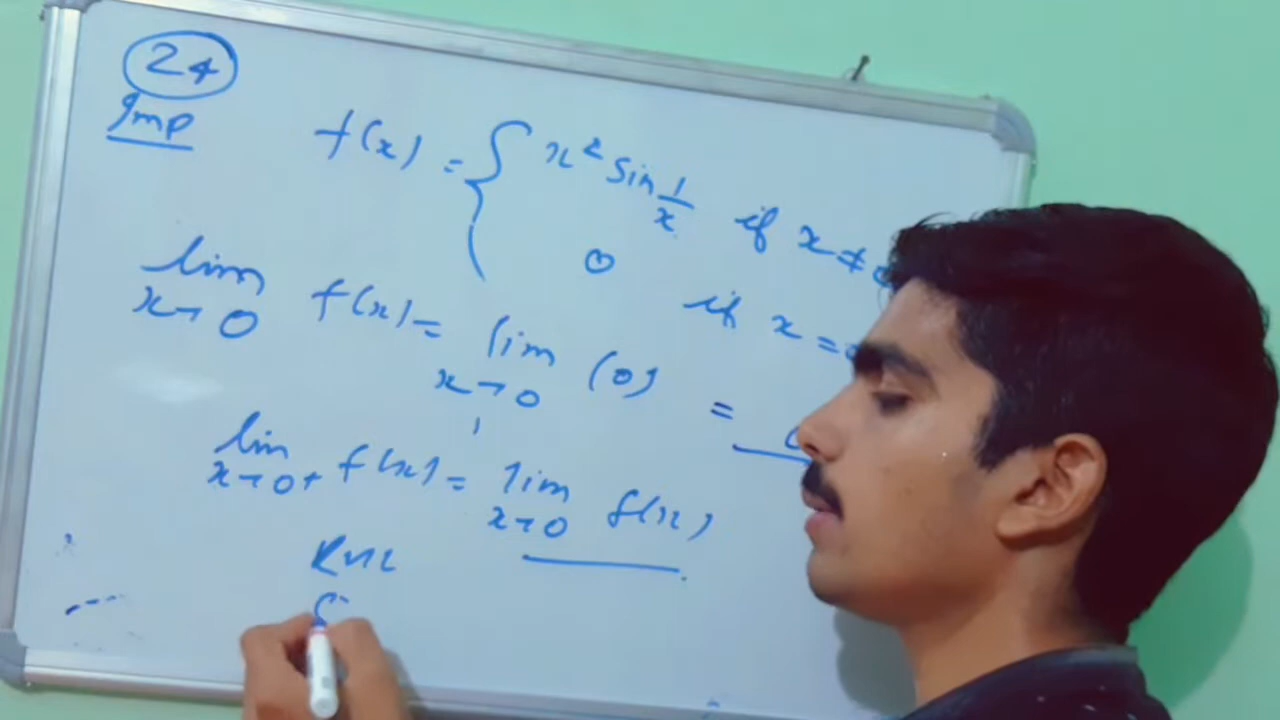 24
Imp
f(x) = { x² sin 1/x if x ≠
0 if x =
lim x→0 f(x) = lim x→0 (0) =
lim x→0+ f(x) = lim x→0 f(x)